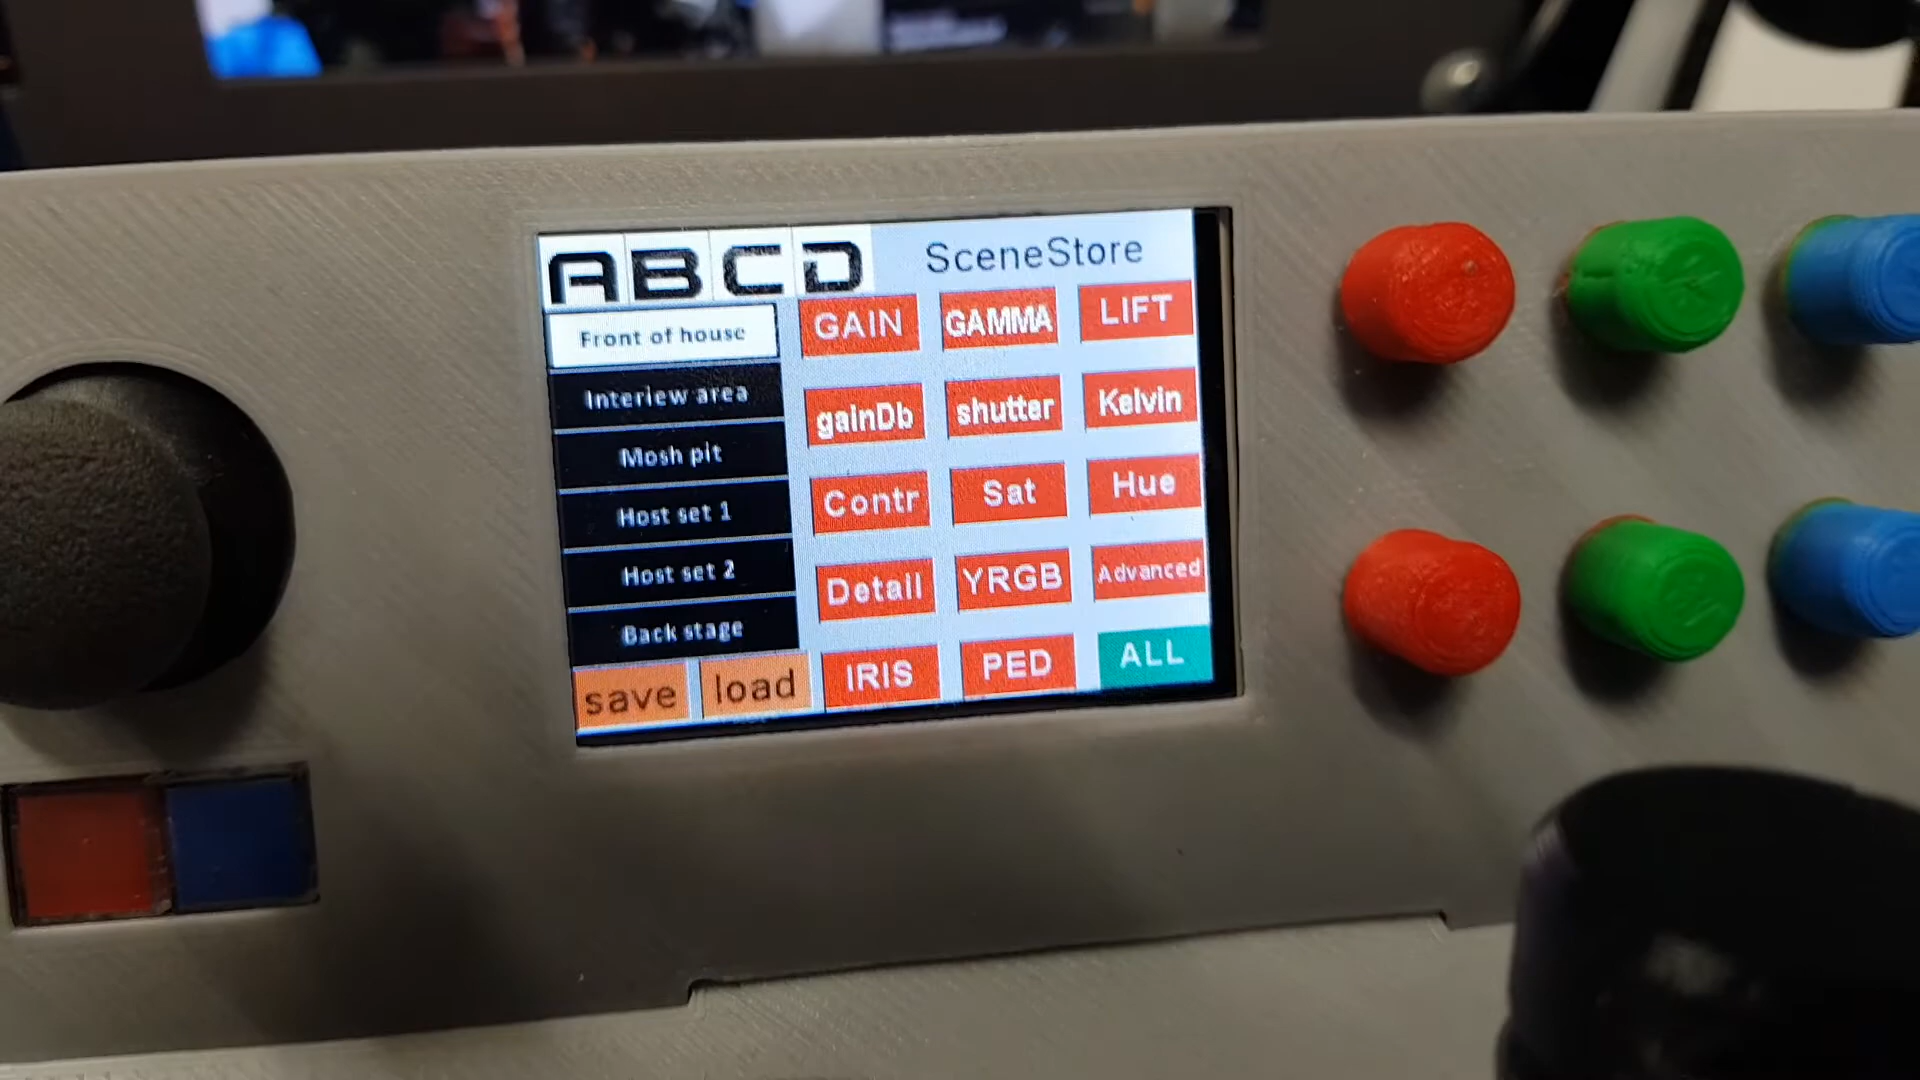 ABCD SceneStore
Front of house GAIN GAMMA LIFT
Interiew area gainDb shutter Kelvin
Mosh pit
Host set 1 Contr Sat Hue
Host set 2 Detail YRGB Advanced
Back stage
save load IRIS PED ALL